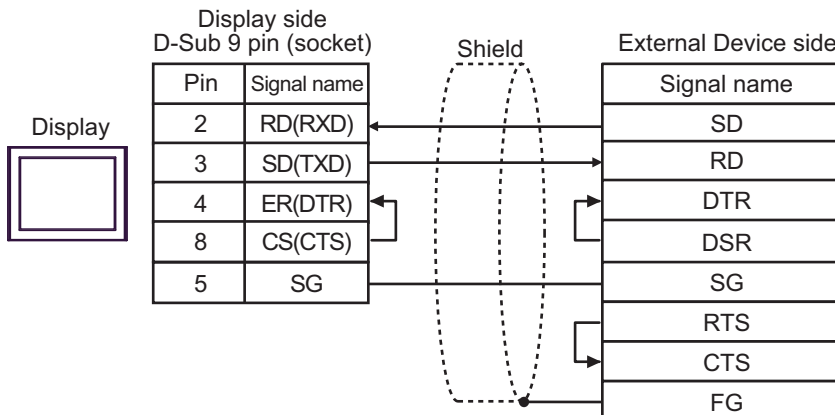 Display side
D-Sub 9 pin (socket)
Shield
External Device side
Display
Pin Signal name
2 RD(RXD)
3 SD(TXD)
4 ER(DTR)
8 CS(CTS)
5 SG
Signal name
SD
RD
DTR
DSR
SG
RTS
CTS
FG